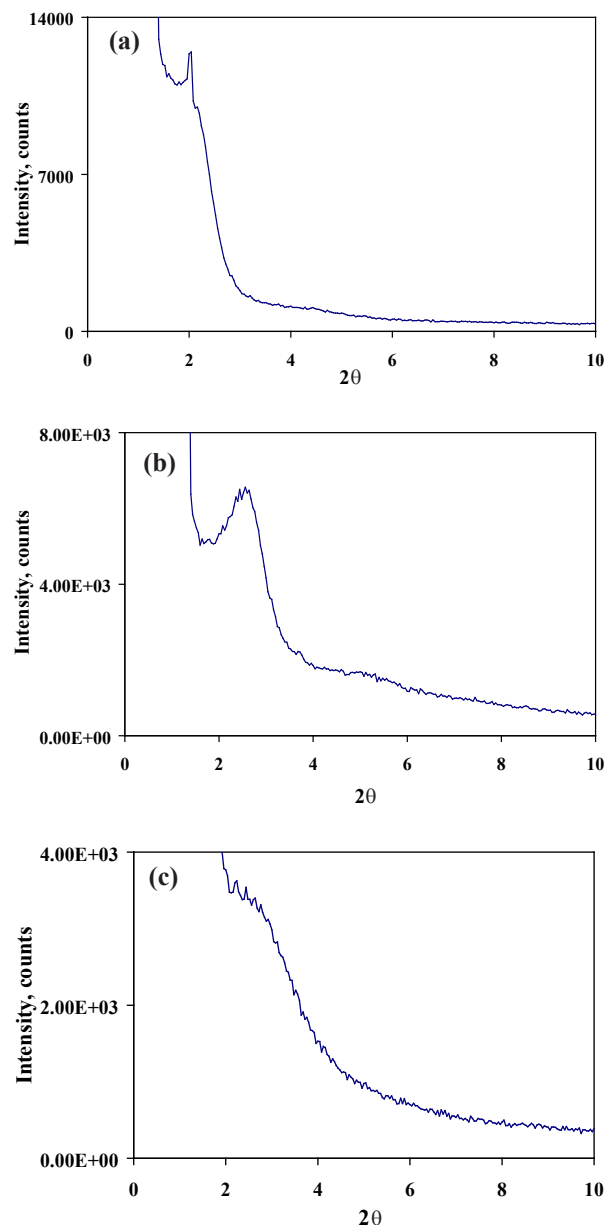 (a)
Intensity, counts
14000
7000
0
0 2 4 6 8 10
2θ
(b)
Intensity, counts
8.00E+03
4.00E+03
0.00E+00
0 2 4 6 8 10
2θ
(c)
Intensity, counts
4.00E+03
2.00E+03
0.00E+00
0 2 4 6 8 10
2θ